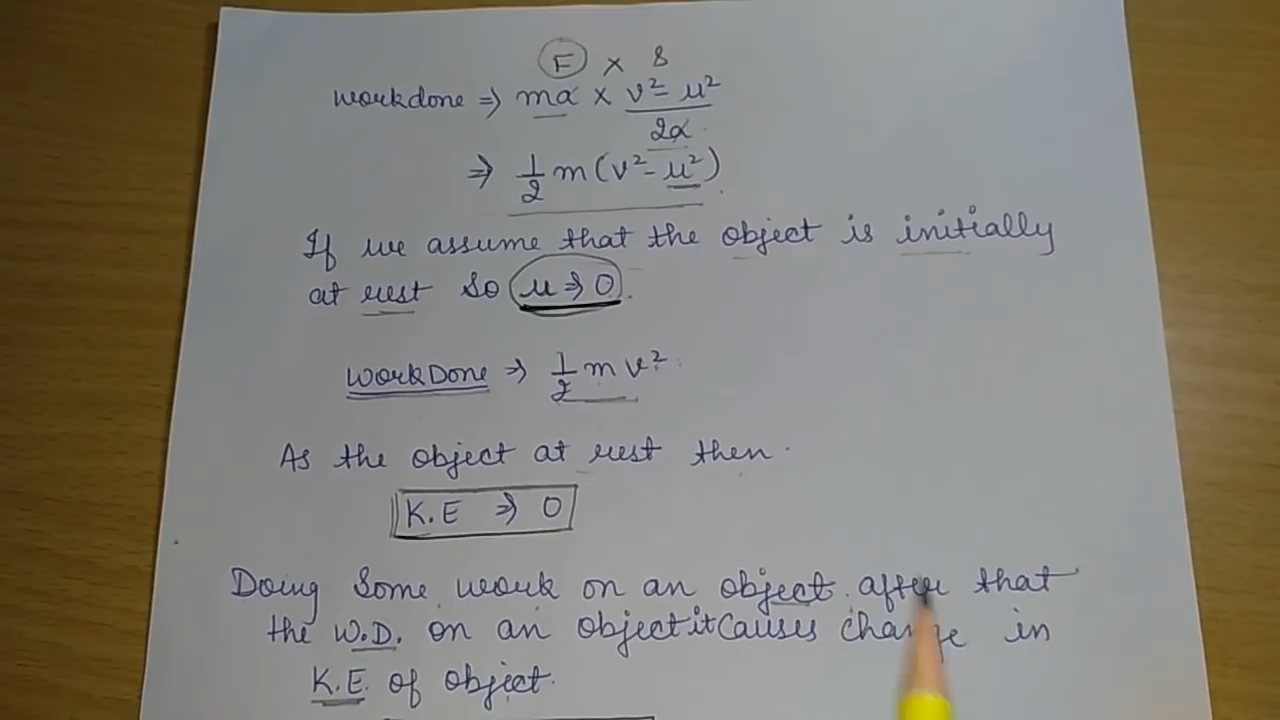 F × s
workdone ⇒ ma × v² - u²
2a
⇒ 1/2 m (v² - u²)
If we assume that the object is initially
at rest so u ⇒ 0.
WORKDONE ⇒ 1/2 m v²
As the object at rest then.
K.E ⇒ 0
Doing some work on an object after that
the W.D. on an object it causes change in
K.E. of object.